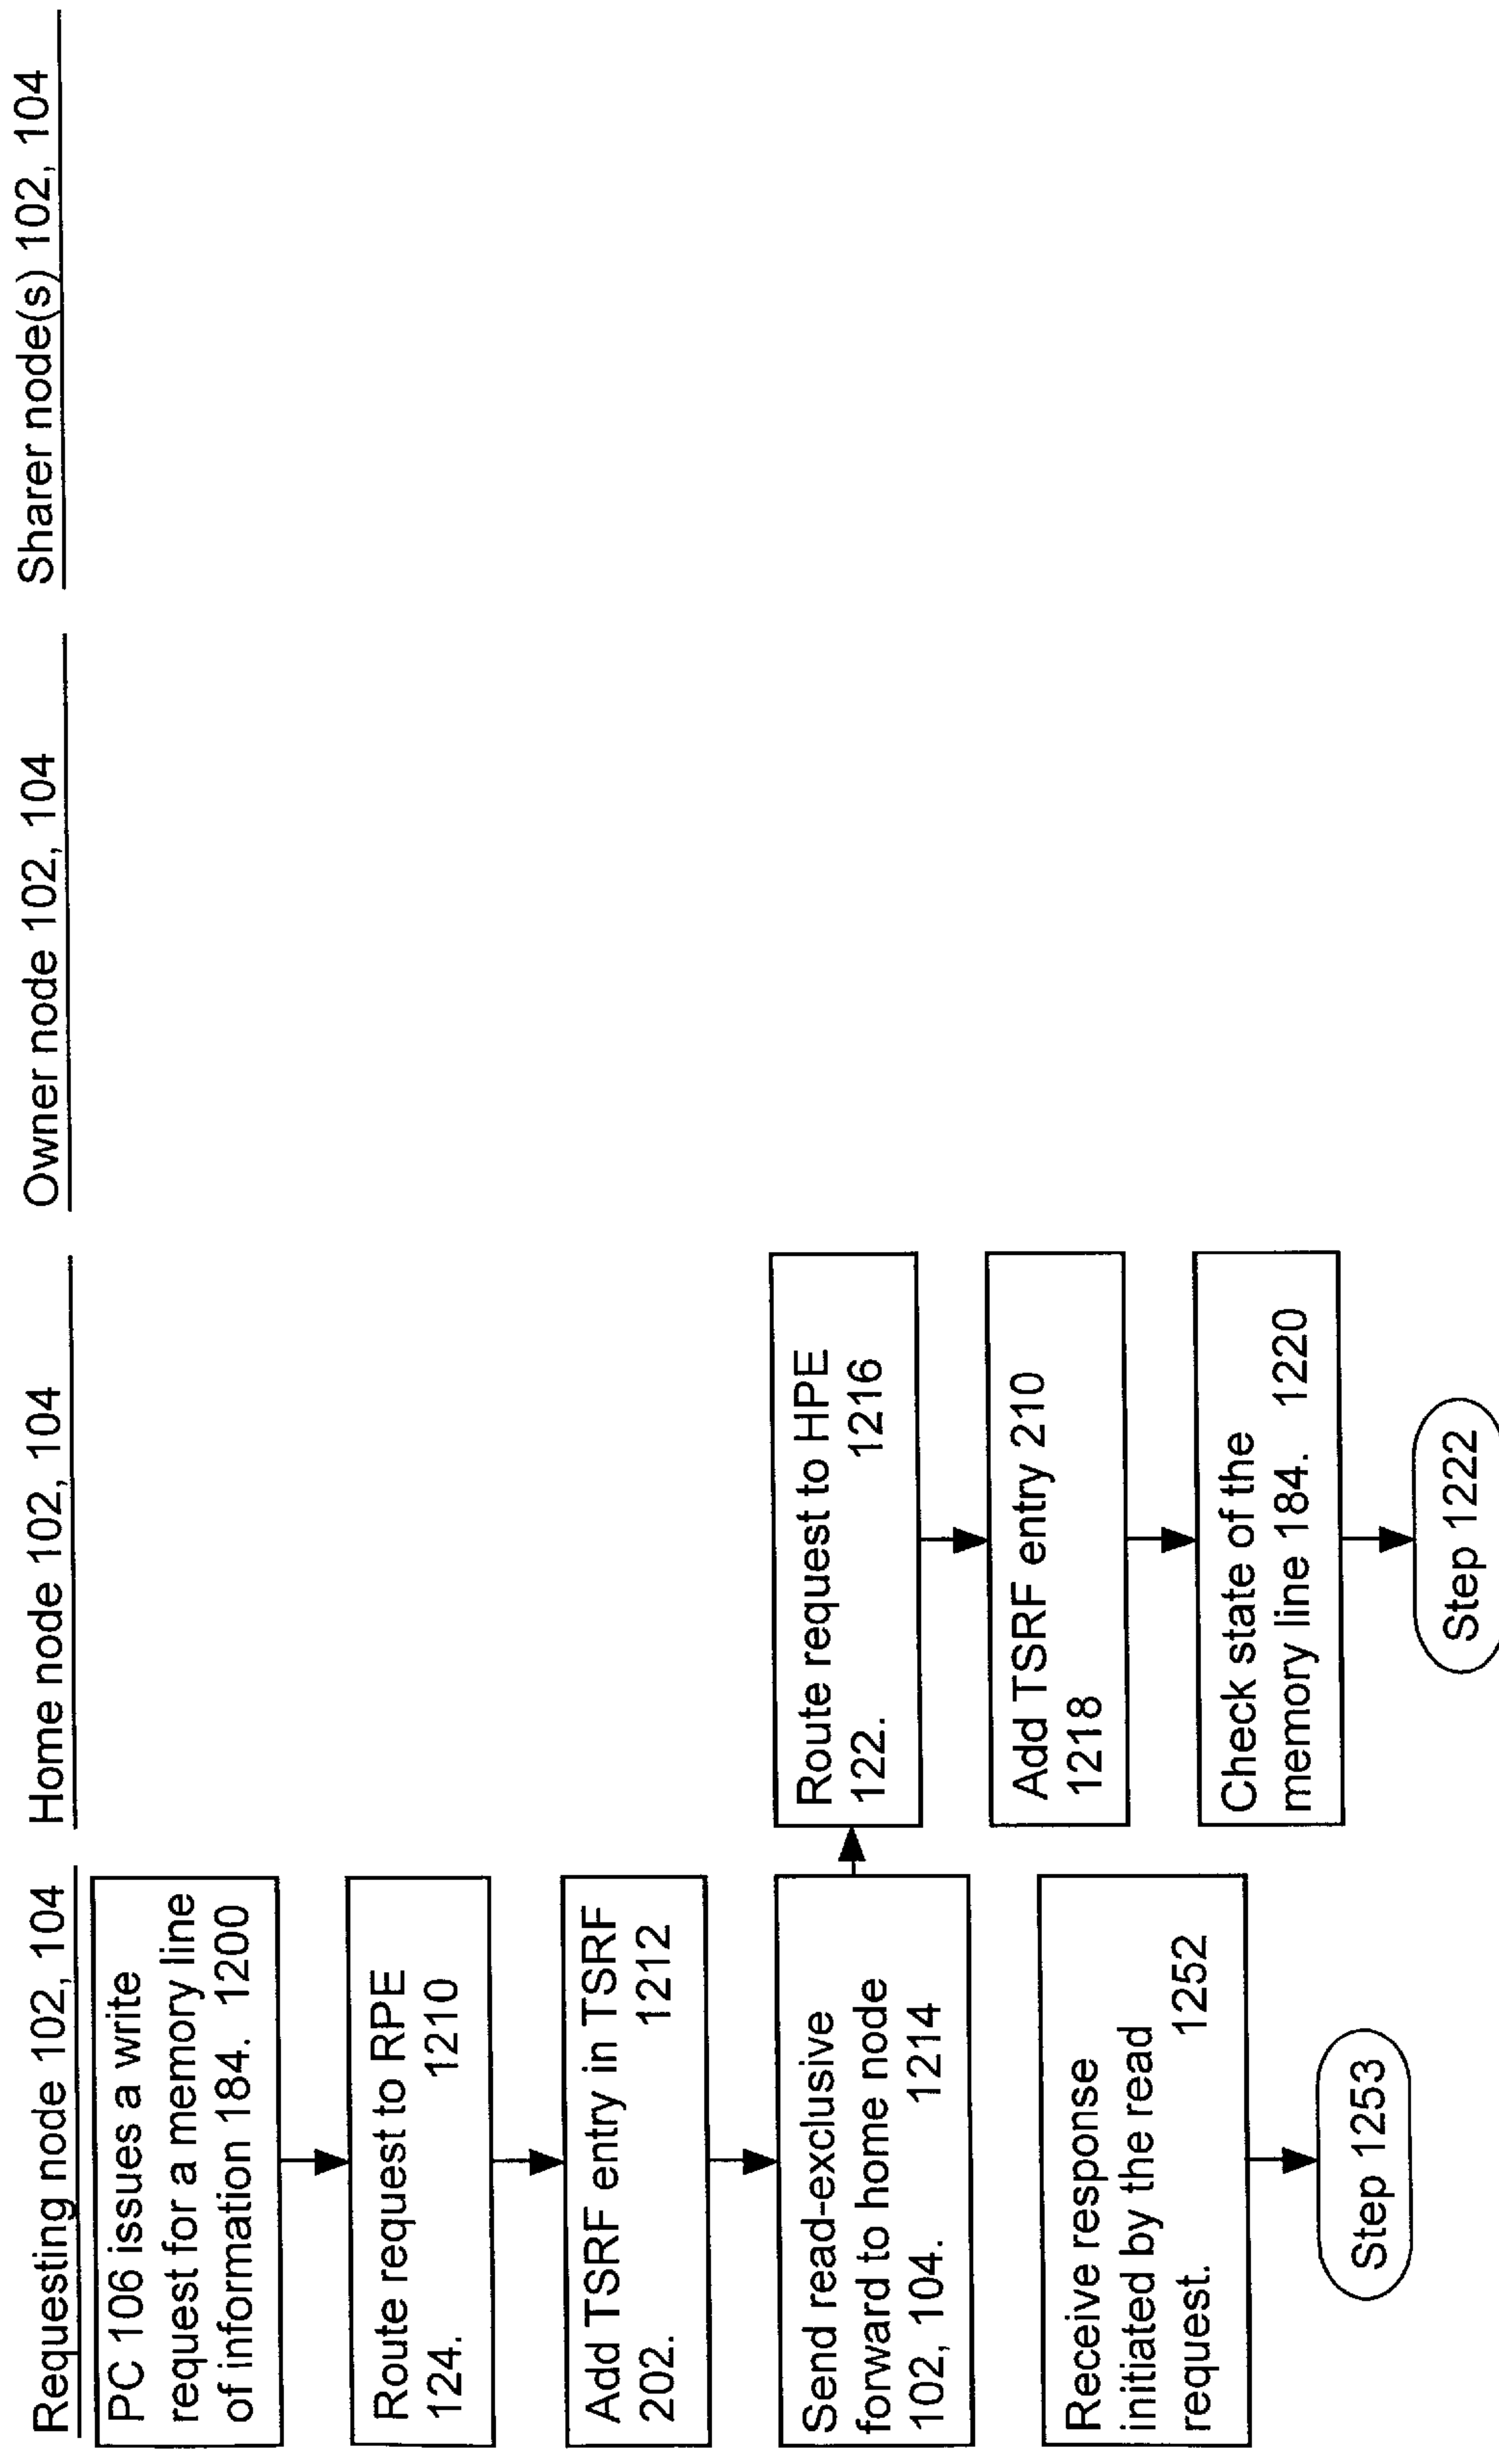 Requesting node 102, 104
Home node 102, 104
Owner node 102, 104
Sharer node(s) 102, 104
PC 106 issues a write
request for a memory line
of information 184. 1200
Route request to RPE
124. 1210
Add TSRF entry in TSRF
202. 1212
Send read-exclusive
forward to home node
102, 104. 1214
Route request to HPE
122. 1216
Add TSRF entry 210
1218
Check state of the
memory line 184. 1220
Step 1222
Receive response
initiated by the read
request. 1252
Step 1253